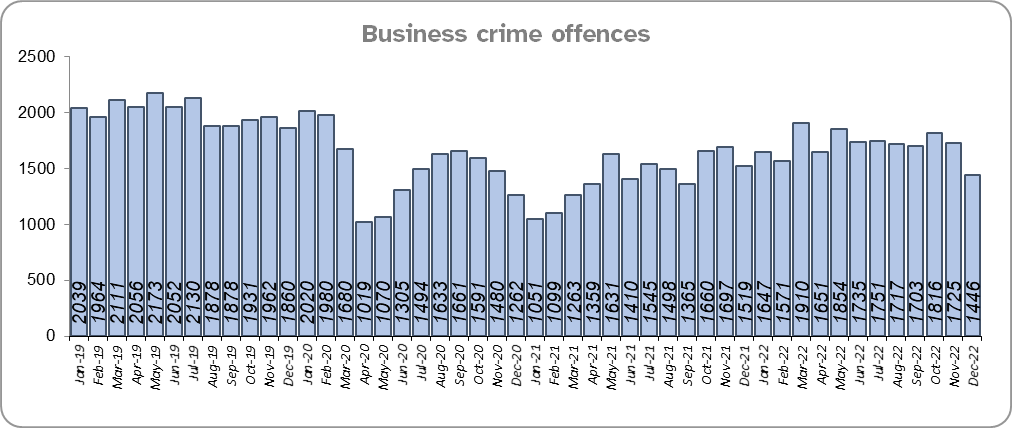 Business crime offences
2500
2000
1500
1000
500
0
2039 1964 2111 2056 2173 2052 2130 1878 1878 1931 1962 1860 2020 1980 1680 1019 1070 1305 1494 1633 1661 1591 1480 1262 1051 1099 1263 1359 1631 1410 1545 1498 1365 1660 1697 1519 1647 1571 1910 1651 1854 1735 1751 1717 1703 1816 1725 1446
Jan-19 Feb-19 Mar-19 Apr-19 May-19 Jun-19 Jul-19 Aug-19 Sep-19 Oct-19 Nov-19 Dec-19 Jan-20 Feb-20 Mar-20 Apr-20 May-20 Jun-20 Jul-20 Aug-20 Sep-20 Oct-20 Nov-20 Dec-20 Jan-21 Feb-21 Mar-21 Apr-21 May-21 Jun-21 Jul-21 Aug-21 Sep-21 Oct-21 Nov-21 Dec-21 Jan-22 Feb-22 Mar-22 Apr-22 May-22 Jun-22 Jul-22 Aug-22 Sep-22 Oct-22 Nov-22 Dec-22